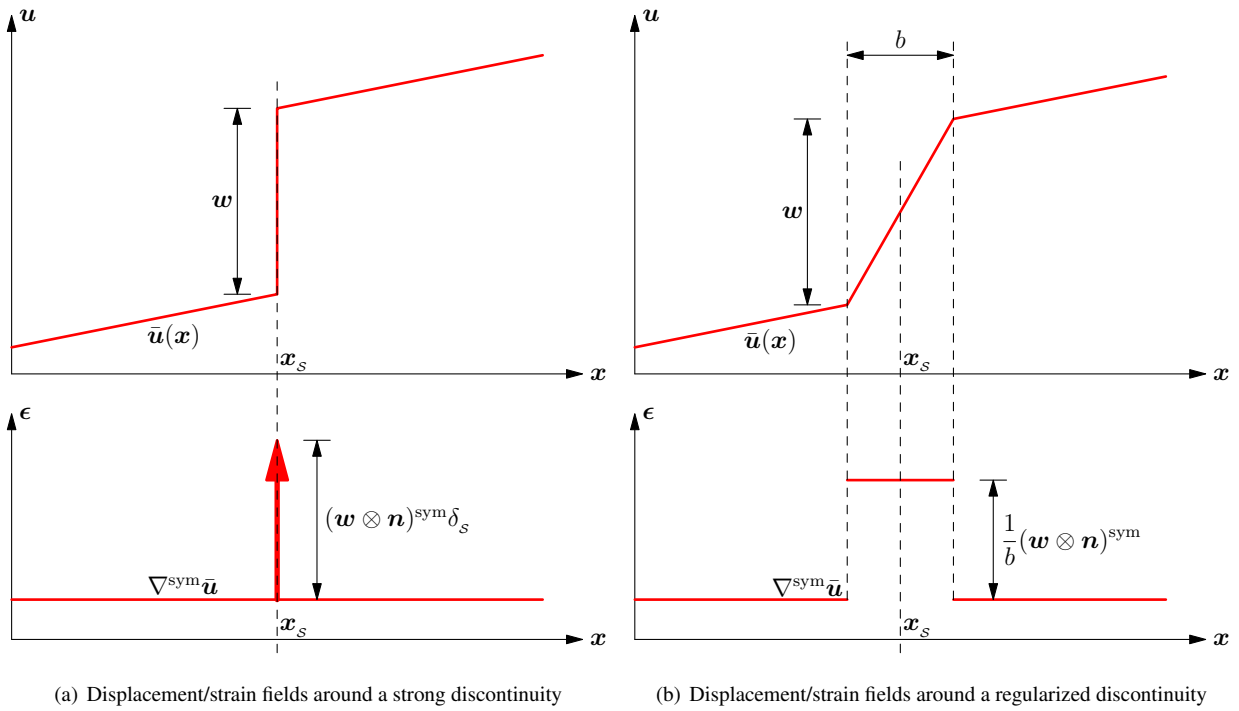 u
w
ū(x)
x_S
x
ϵ
(w ⊗ n)^sym δ_S
∇^sym ū
x_S
x
(a) Displacement/strain fields around a strong discontinuity
u
b
w
ū(x)
x_S
x
ϵ
1/b (w ⊗ n)^sym
∇^sym ū
x_S
x
(b) Displacement/strain fields around a regularized discontinuity